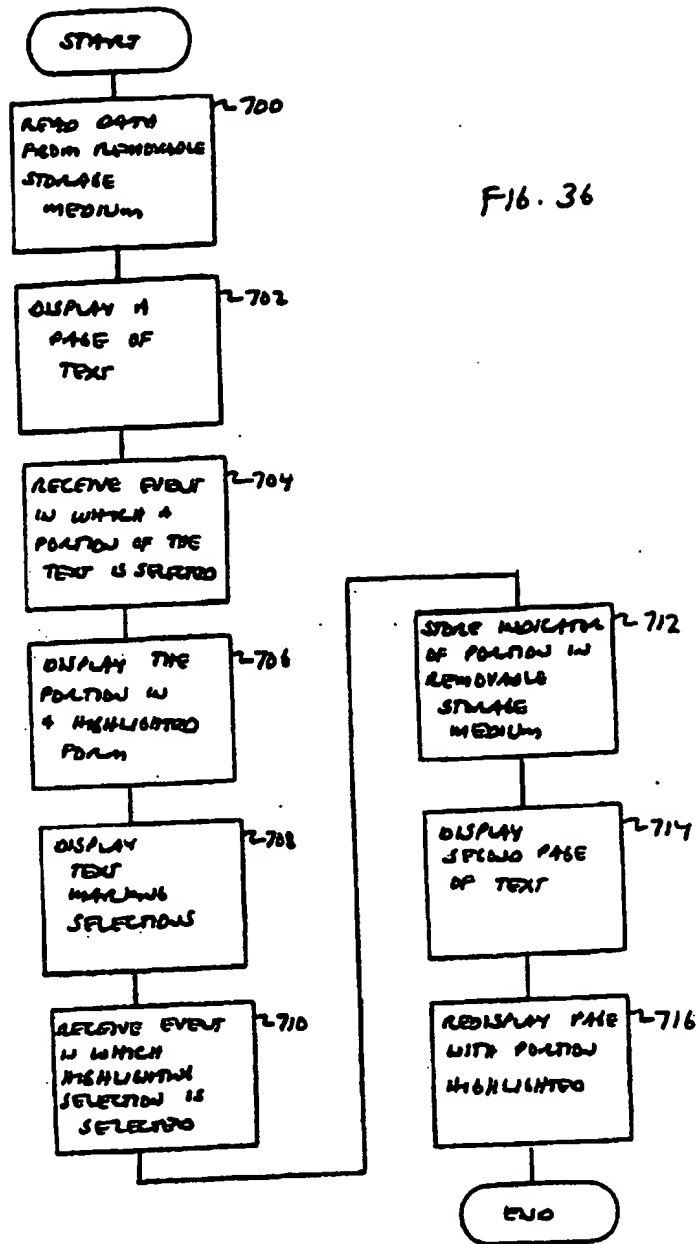 START
READ DATA
FROM REMOVABLE
STORAGE
MEDIUM
700
FIG. 36
DISPLAY A
PAGE OF
TEXT
702
RECEIVE EVENT
IN WHICH A
PORTION OF THE
TEXT IS SELECTED
704
DISPLAY THE
PORTION IN
A HIGHLIGHTED
FORM
706
DISPLAY
TEXT
MARKING
SELECTIONS
708
RECEIVE EVENT
IN WHICH
HIGHLIGHTING
SELECTION IS
SELECTED
710
STORE INDICATOR
OF PORTION IN
REMOVABLE
STORAGE
MEDIUM
712
DISPLAY
SECOND PAGE
OF TEXT
714
REDISPLAY PAGE
WITH PORTION
HIGHLIGHTED
716
END